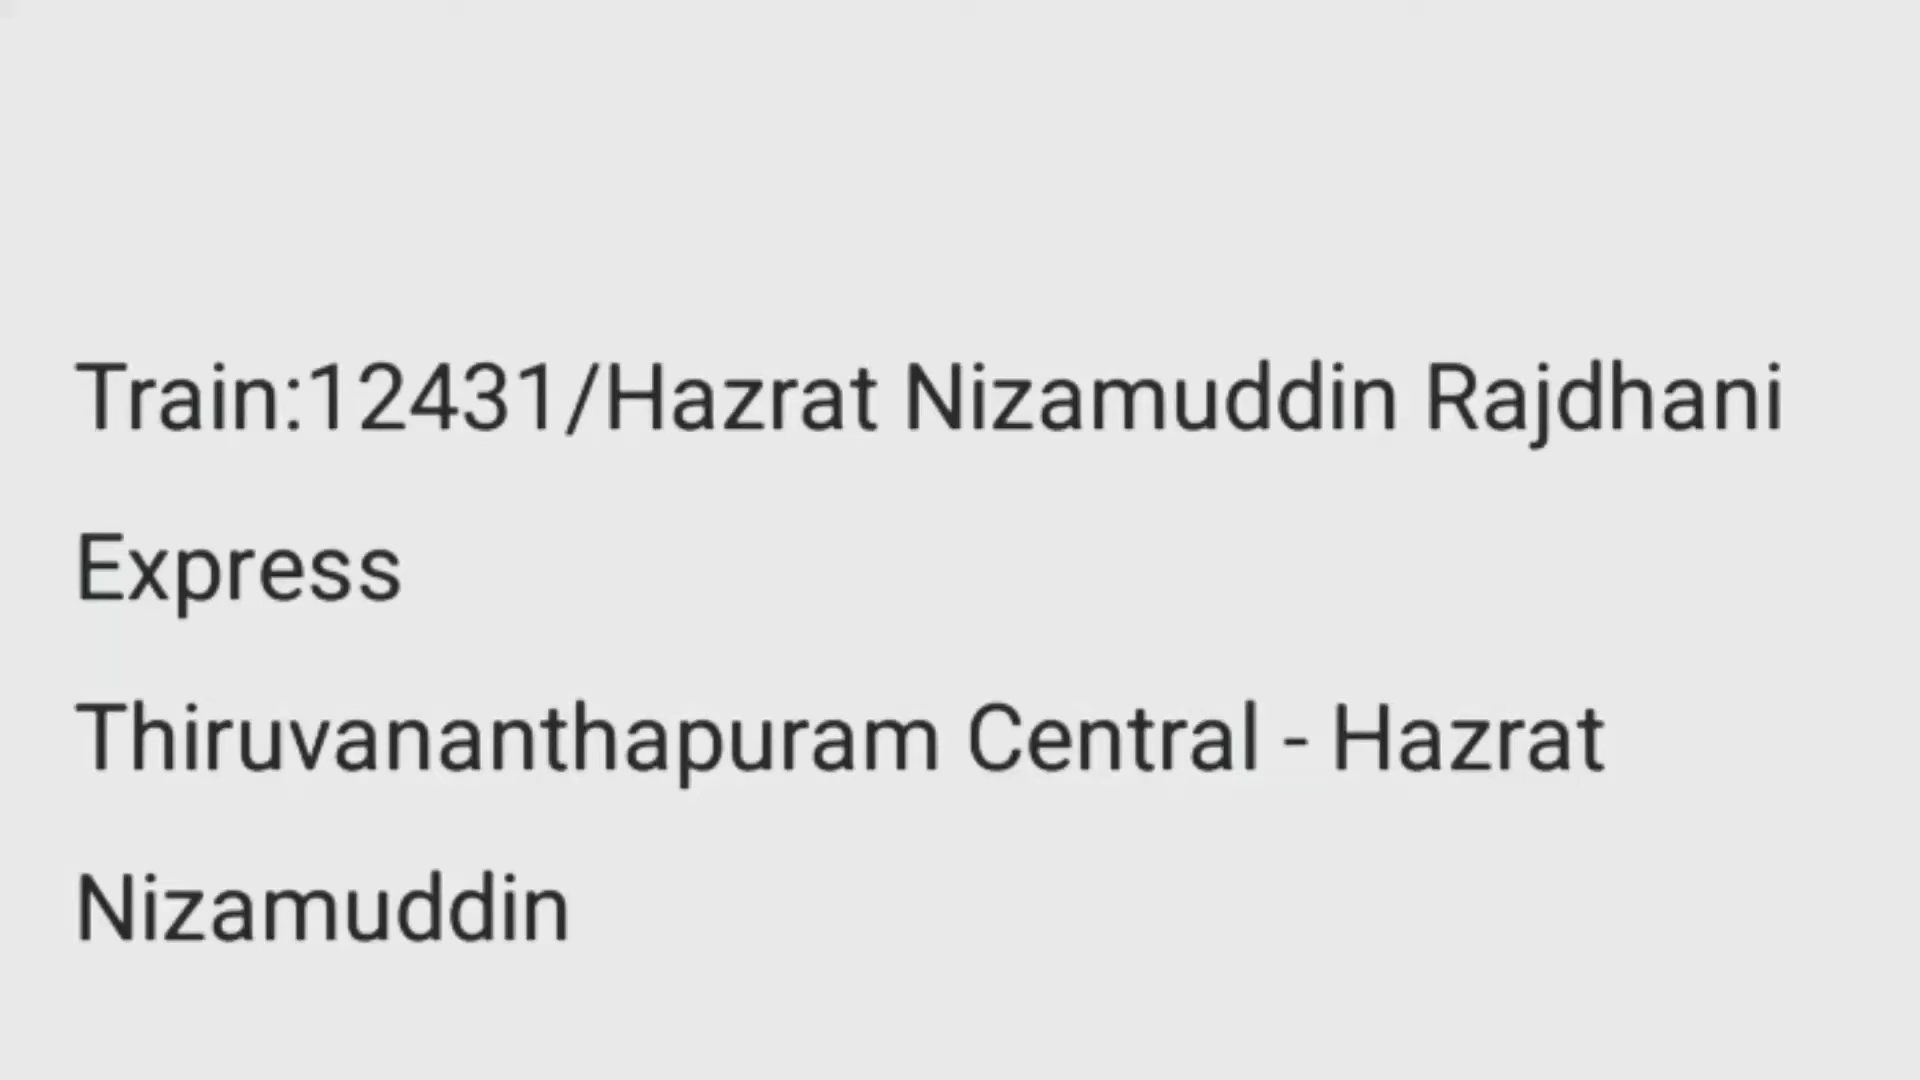 Train:12431/Hazrat Nizamuddin Rajdhani
Express
Thiruvananthapuram Central - Hazrat
Nizamuddin